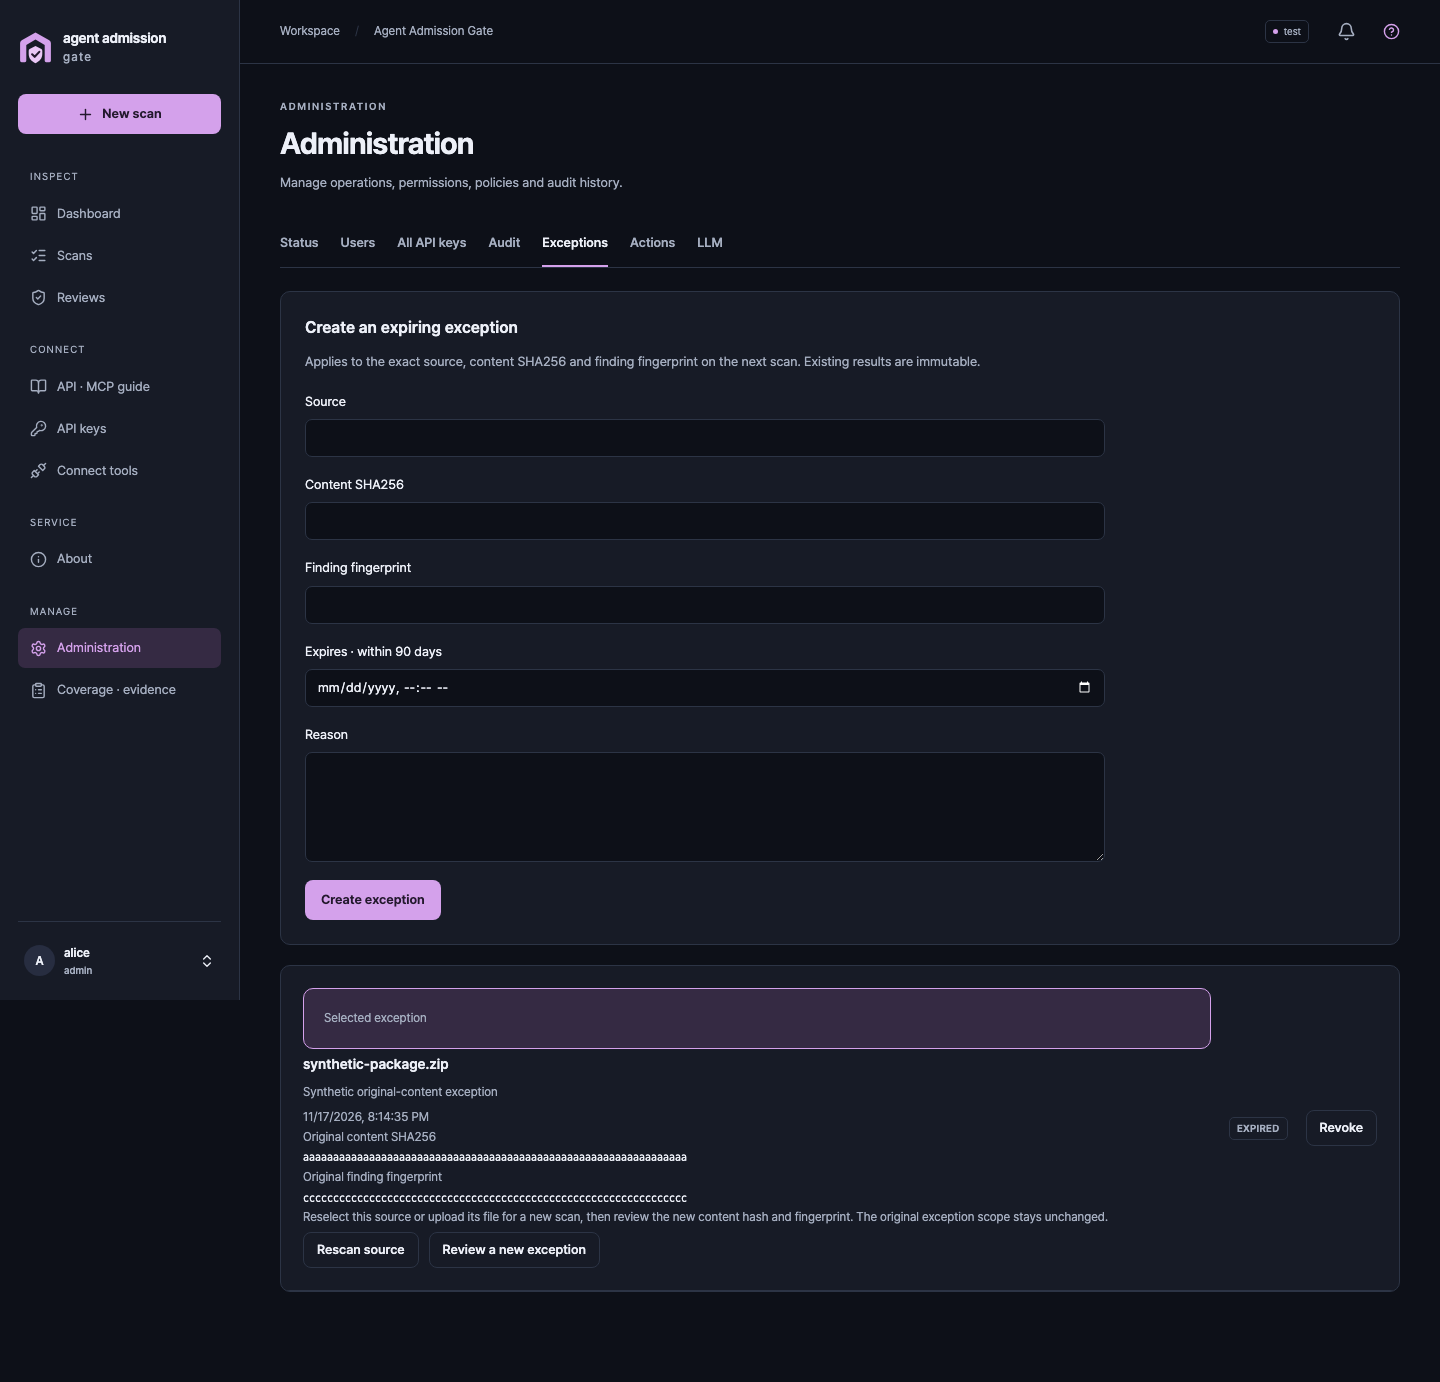 agent admission
gate
New scan
INSPECT
Dashboard
Scans
Reviews
CONNECT
API · MCP guide
API keys
Connect tools
SERVICE
About
MANAGE
Administration
Coverage · evidence
A
alice
admin
Workspace / Agent Admission Gate
test
ADMINISTRATION
Administration
Manage operations, permissions, policies and audit history.
Status Users All API keys Audit Exceptions Actions LLM
Create an expiring exception
Applies to the exact source, content SHA256 and finding fingerprint on the next scan. Existing results are immutable.
Source
Content SHA256
Finding fingerprint
Expires · within 90 days
mm/dd/yyyy, --:-- --
Reason
Create exception
Selected exception
synthetic-package.zip
Synthetic original-content exception
11/17/2026, 8:14:35 PM
EXPIRED
Revoke
Original content SHA256
aaaaaaaaaaaaaaaaaaaaaaaaaaaaaaaaaaaaaaaaaaaaaaaaaaaaaaaaaaaaaaaa
Original finding fingerprint
cccccccccccccccccccccccccccccccccccccccccccccccccccccccccccccccc
Reselect this source or upload its file for a new scan, then review the new content hash and fingerprint. The original exception scope stays unchanged.
Rescan source
Review a new exception